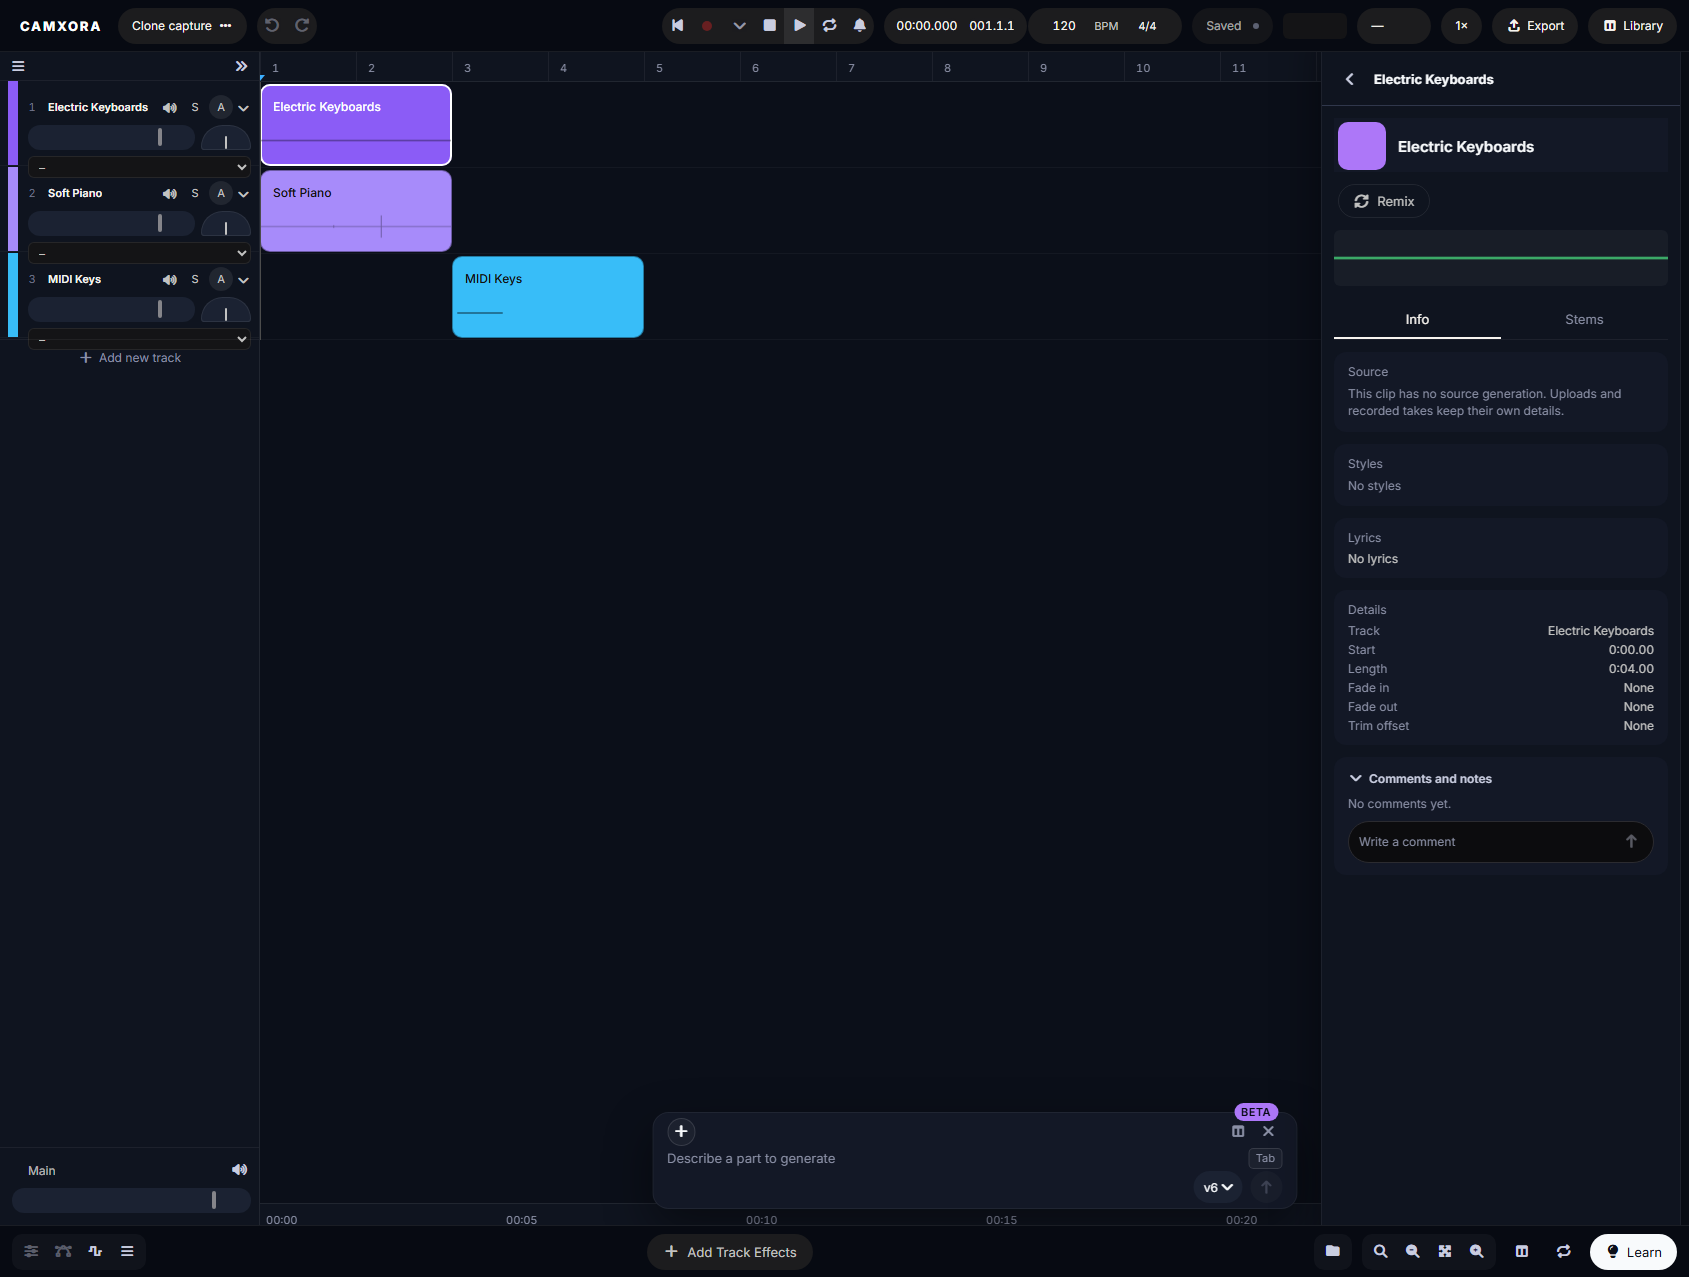 CAMXORA
Clone capture
00:00.000 001.1.1
120 BPM 4/4
Saved
—
1×
Export
Library
1 2 3 4 5 6 7 8 9 10 11
1 Electric Keyboards S A
–
2 Soft Piano S A
–
3 MIDI Keys S A
–
Add new track
Electric Keyboards
Soft Piano
MIDI Keys
Electric Keyboards
Electric Keyboards
Remix
Info Stems
Source
This clip has no source generation. Uploads and
recorded takes keep their own details.
Styles
No styles
Lyrics
No lyrics
Details
Track Electric Keyboards
Start 0:00.00
Length 0:04.00
Fade in None
Fade out None
Trim offset None
Comments and notes
No comments yet.
Write a comment
BETA
Describe a part to generate
Tab
v6
Main
00:00 00:05 00:10 00:15 00:20
Add Track Effects
Learn